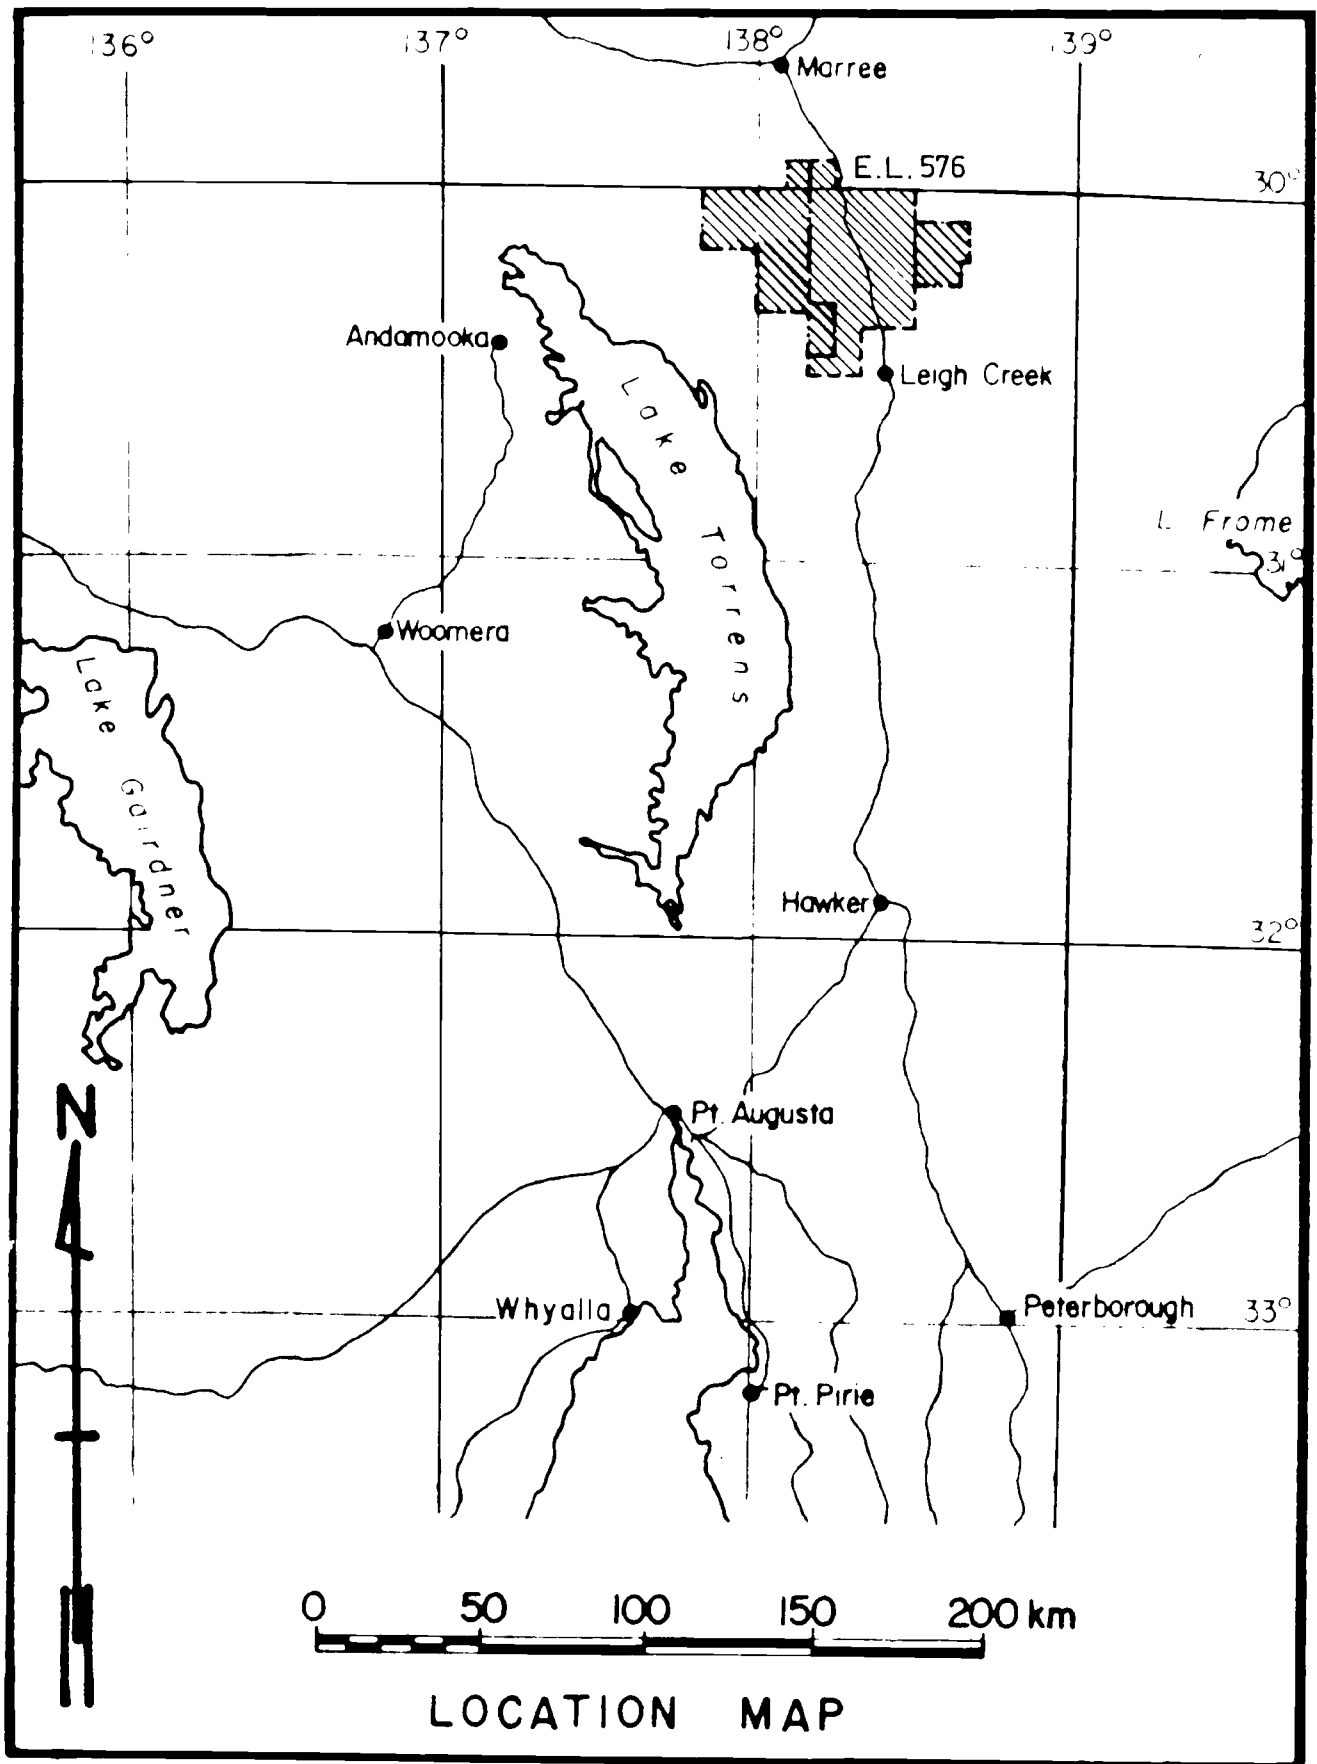 136° 137° 138° 139°
Marree
E.L. 576
30°
Andamooka
Leigh Creek
Lake Torrens
L. Frome
31°
Woomera
Lake Gairdner
Hawker
32°
N
Pt. Augusta
Whyalla
Peterborough
33°
Pt. Pirie
0 50 100 150 200 km
LOCATION MAP